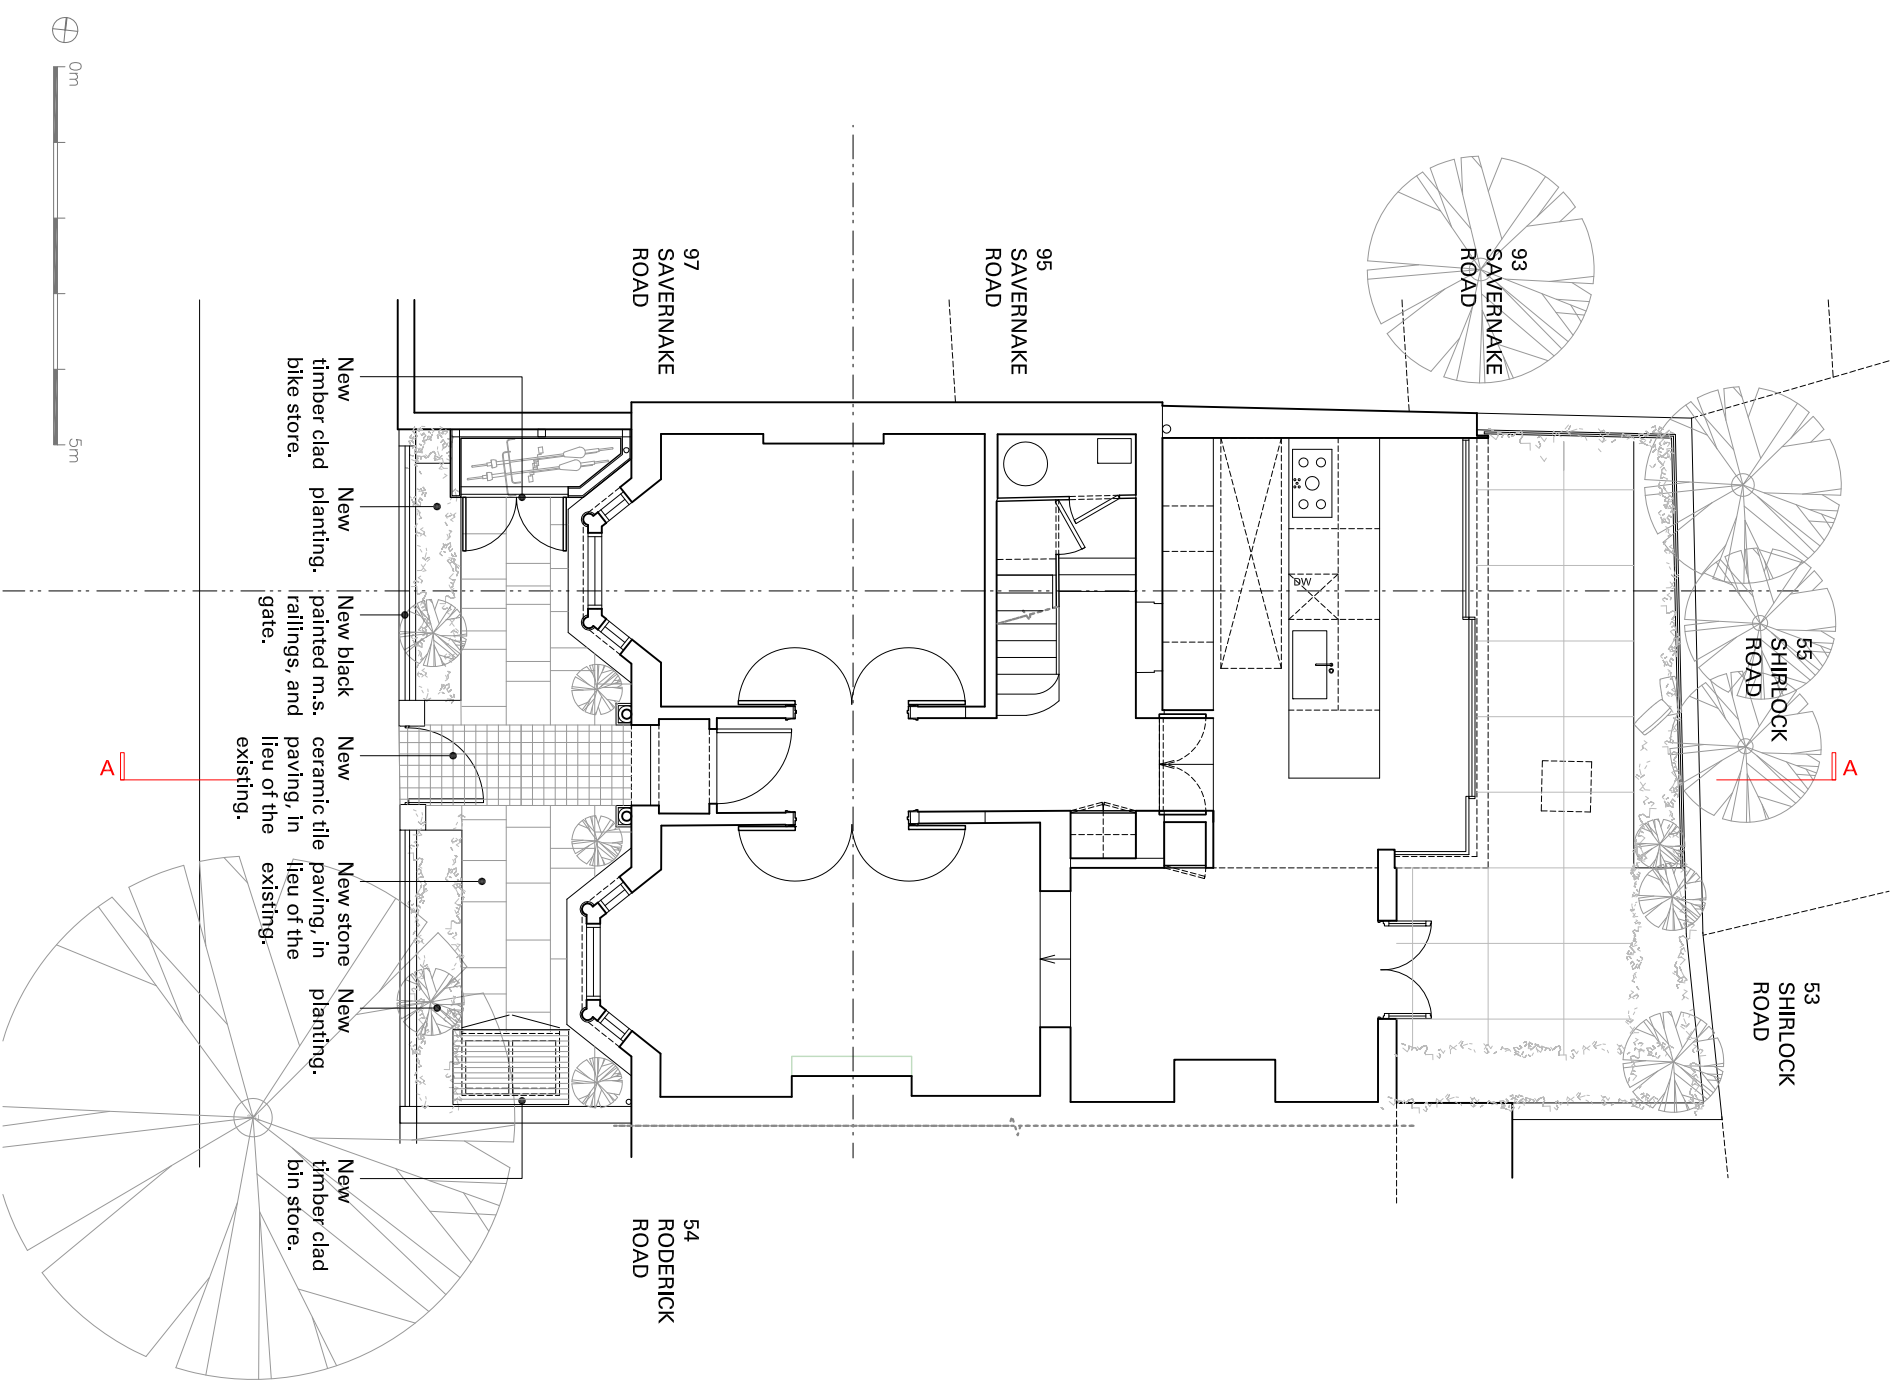 0m
5m
97
SAVERNAKE
ROAD
95
SAVERNAKE
ROAD
93
SAVERNAKE
ROAD
55
SHIRLOCK
ROAD
53
SHIRLOCK
ROAD
54
RODERICK
ROAD
New
timber clad
bike store.
New
planting.
New black
painted m.s.
railings, and
gate.
New
ceramic tile
paving, in
lieu of the
existing.
New stone
paving, in
lieu of the
existing.
New
planting.
New
timber clad
bin store.
DW
A
A